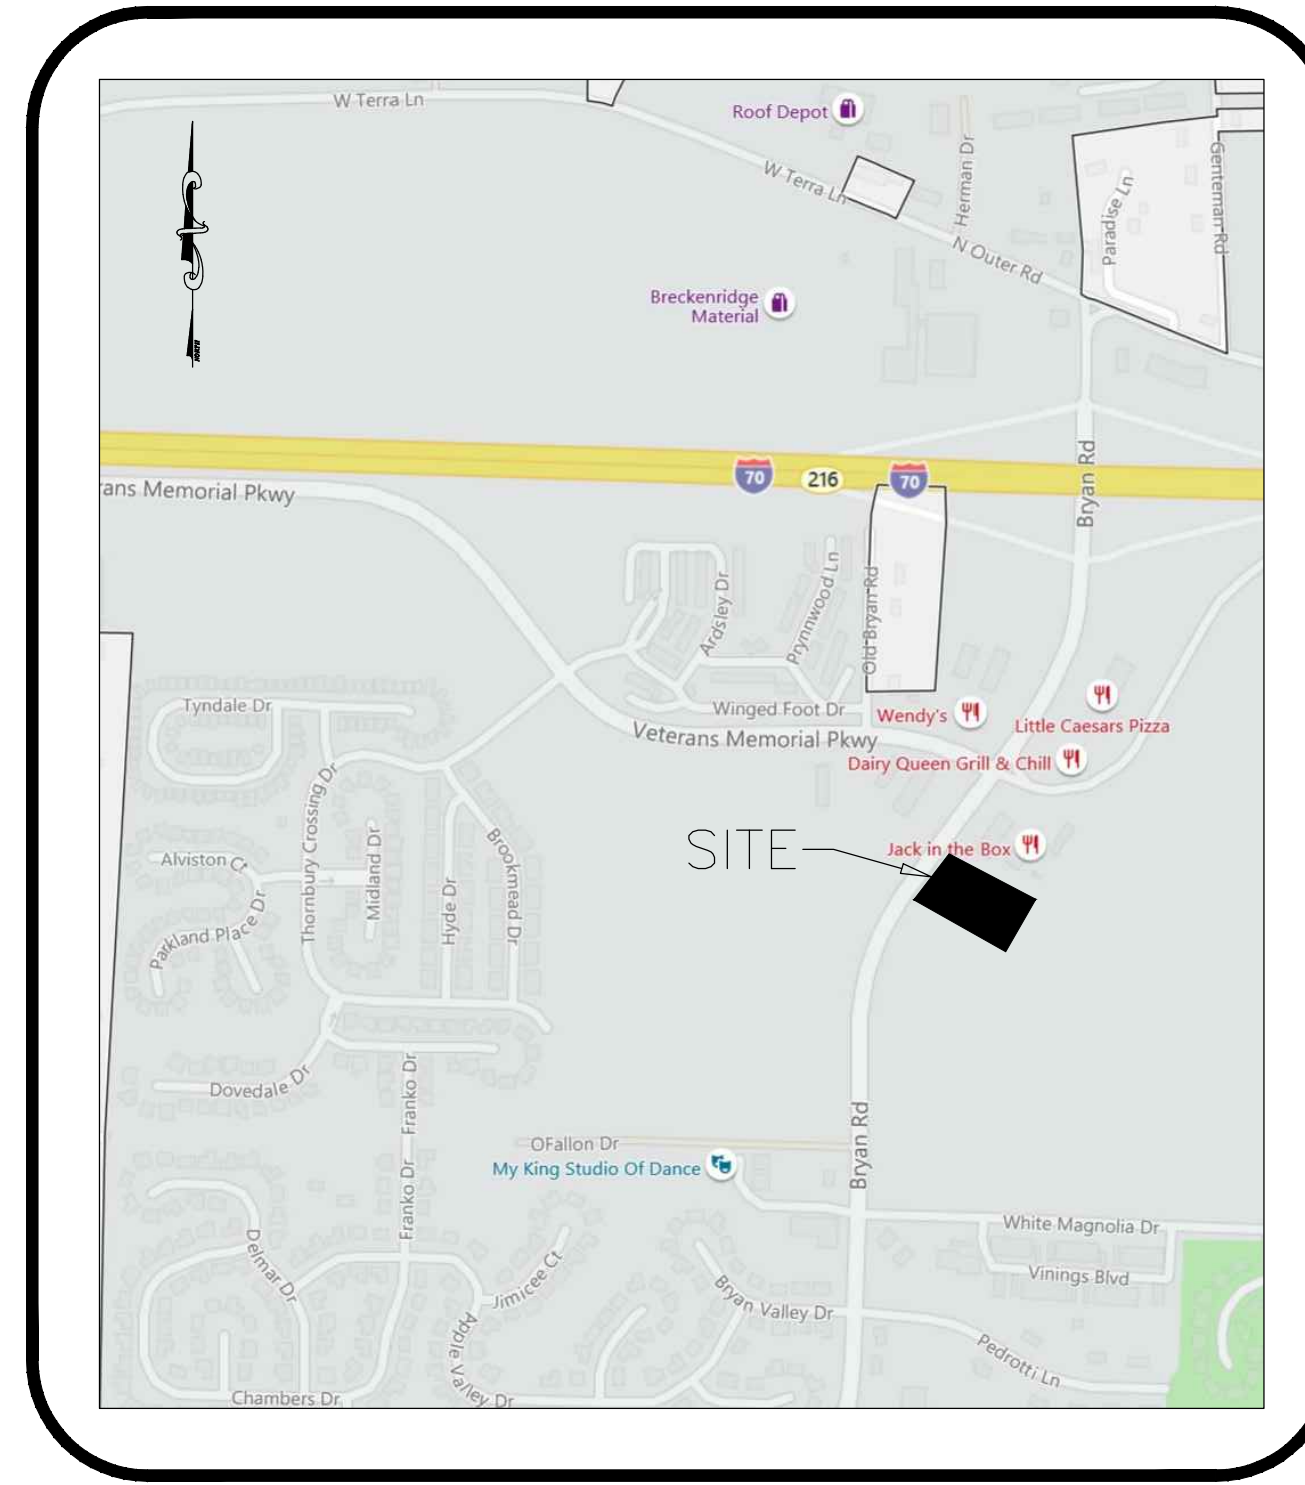 W Terra Ln
Roof Depot
Herman Dr
Genteman Rd
W Terra Ln
Paradise Ln
N Outer Rd
Breckenridge
Material
NORTH
Bryan Rd
70
216
70
ans Memorial Pkwy
Ardsley Dr
Prynnwood Ln
Old Bryan Rd
Tyndale Dr
Winged Foot Dr
Wendy's
Little Caesars Pizza
Veterans Memorial Pkwy
Dairy Queen Grill & Chill
Thornbury Crossing Dr
SITE
Jack in the Box
Alviston Ct
Midland Dr
Brookmead Dr
Hyde Dr
Parkland Place Dr
Dovedale Dr
Franko Dr
OFallon Dr
Bryan Rd
My King Studio Of Dance
Franko Dr
White Magnolia Dr
Delmar Dr
Jimicee Ct
Vinings Blvd
Bryan Valley Dr
Apple Valley Dr
Pedrotti Ln
Chambers Dr